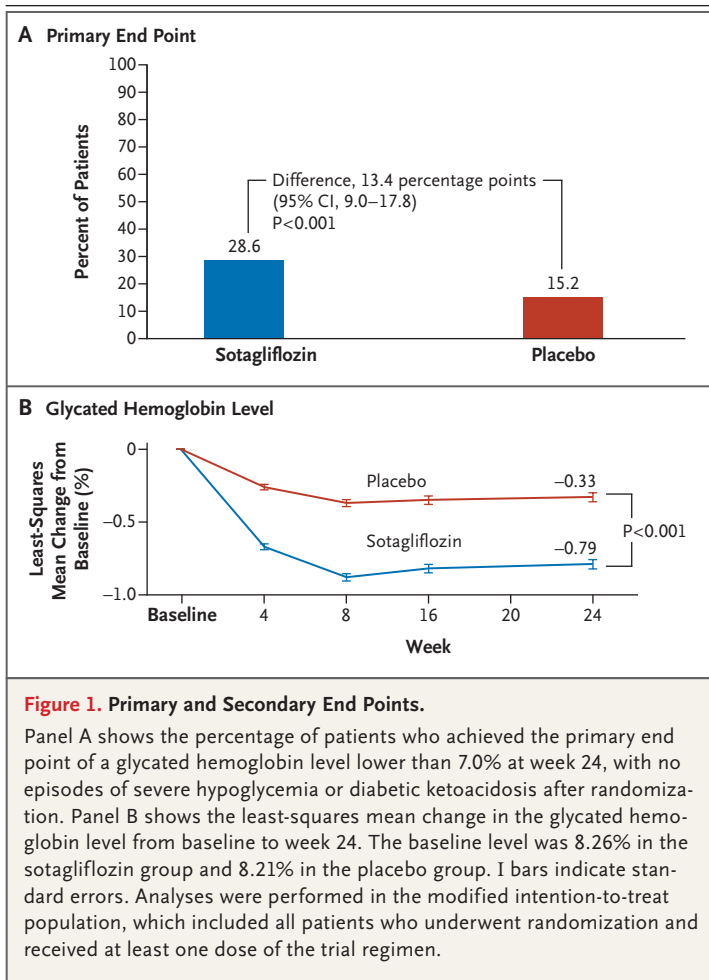 A Primary End Point
100
90
80
70
60
50
40
30
20
10
0
Percent of Patients
Difference, 13.4 percentage points
(95% CI, 9.0–17.8)
P<0.001
28.6
15.2
Sotagliflozin
Placebo
B Glycated Hemoglobin Level
0
−0.5
−1.0
Least-Squares
Mean Change from
Baseline (%)
Placebo
−0.33
P<0.001
Sotagliflozin
−0.79
Baseline
4
8
16
20
24
Week
Figure 1. Primary and Secondary End Points.
Panel A shows the percentage of patients who achieved the primary end
point of a glycated hemoglobin level lower than 7.0% at week 24, with no
episodes of severe hypoglycemia or diabetic ketoacidosis after randomiza-
tion. Panel B shows the least-squares mean change in the glycated hemo-
globin level from baseline to week 24. The baseline level was 8.26% in the
sotagliflozin group and 8.21% in the placebo group. I bars indicate stan-
dard errors. Analyses were performed in the modified intention-to-treat
population, which included all patients who underwent randomization and
received at least one dose of the trial regimen.